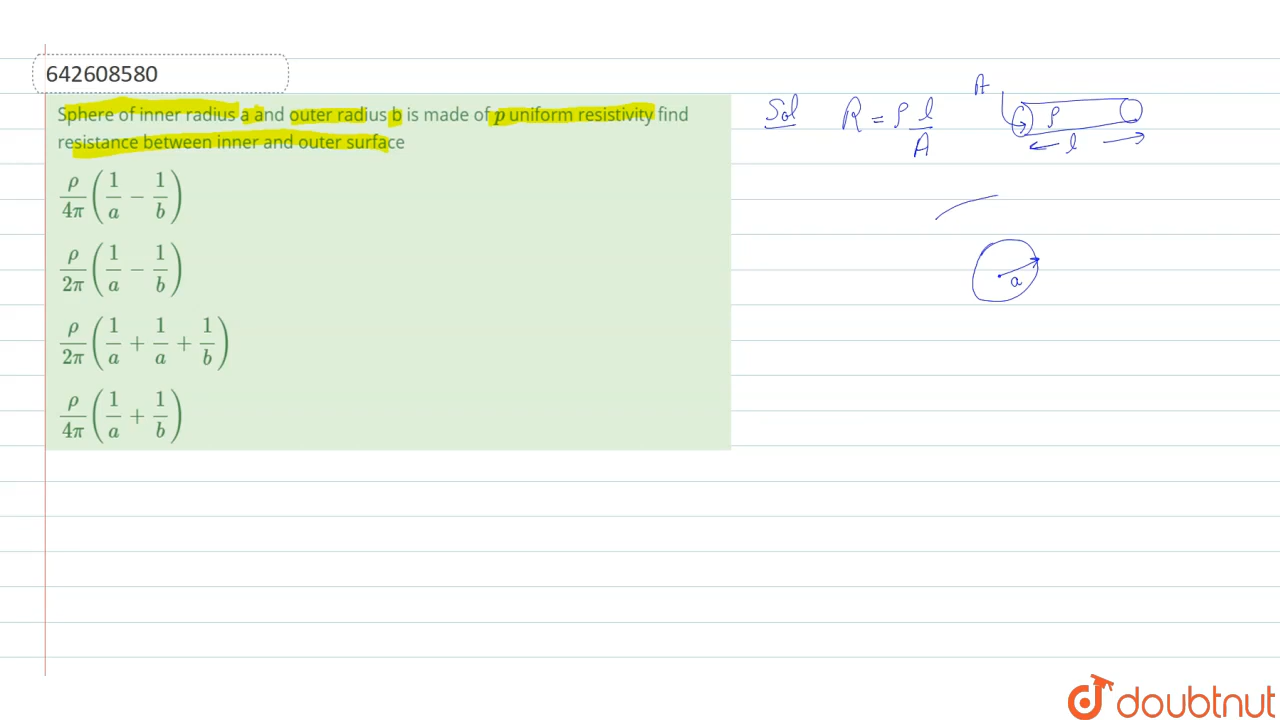 642608580
Sphere of inner radius a and outer radius b is made of p uniform resistivity find
resistance between inner and outer surface
ρ/4π (1/a − 1/b)
ρ/2π (1/a − 1/b)
ρ/2π (1/a + 1/a + 1/b)
ρ/4π (1/a + 1/b)
Sol R = ρ l/A
A
ρ
l
a
doubtnut